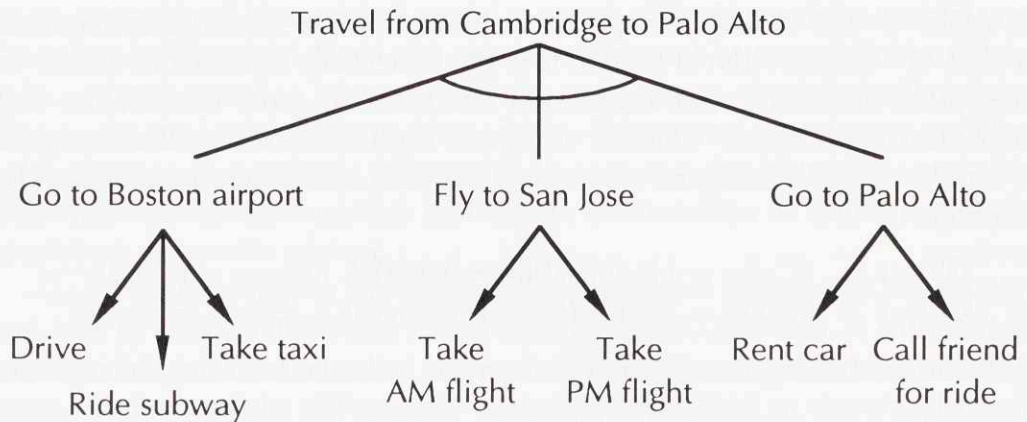 Travel from Cambridge to Palo Alto
Go to Boston airport
Fly to San Jose
Go to Palo Alto
Drive
Ride subway
Take taxi
Take
AM flight
Take
PM flight
Rent car
Call friend
for ride